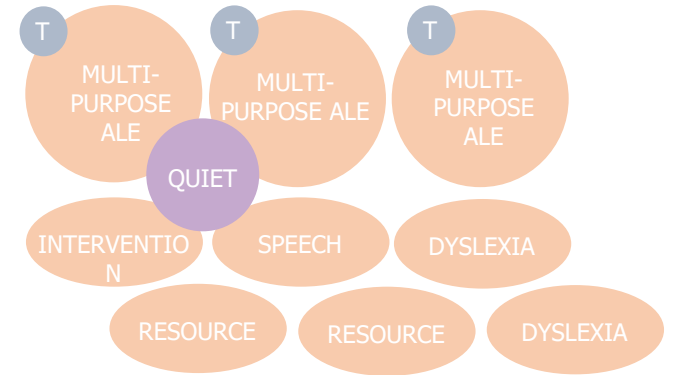 T
T
T
MULTI-
PURPOSE
ALE
MULTI-
PURPOSE ALE
MULTI-
PURPOSE
ALE
QUIET
INTERVENTIO
N
SPEECH
DYSLEXIA
RESOURCE
RESOURCE
DYSLEXIA